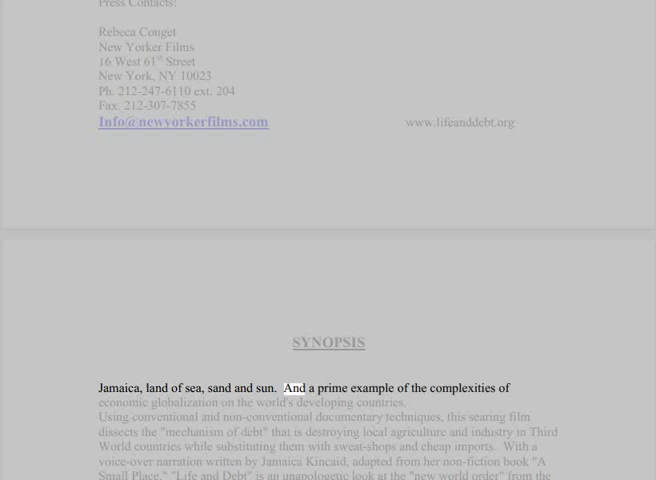 Press Contacts:
Rebeca Conget
New Yorker Films
16 West 61st Street
New York, NY 10023
Ph. 212-247-6110 ext. 204
Fax. 212-307-7855
Info@newyorkerfilms.com www.lifeanddebt.org
SYNOPSIS
Jamaica, land of sea, sand and sun. And a prime example of the complexities of
economic globalization on the world's developing countries.
Using conventional and non-conventional documentary techniques, this searing film
dissects the "mechanism of debt" that is destroying local agriculture and industry in Third
World countries while substituting them with sweat-shops and cheap imports. With a
voice-over narration written by Jamaica Kincaid, adapted from her non-fiction book "A
Small Place," "Life and Debt" is an unapologetic look at the "new world order" from the